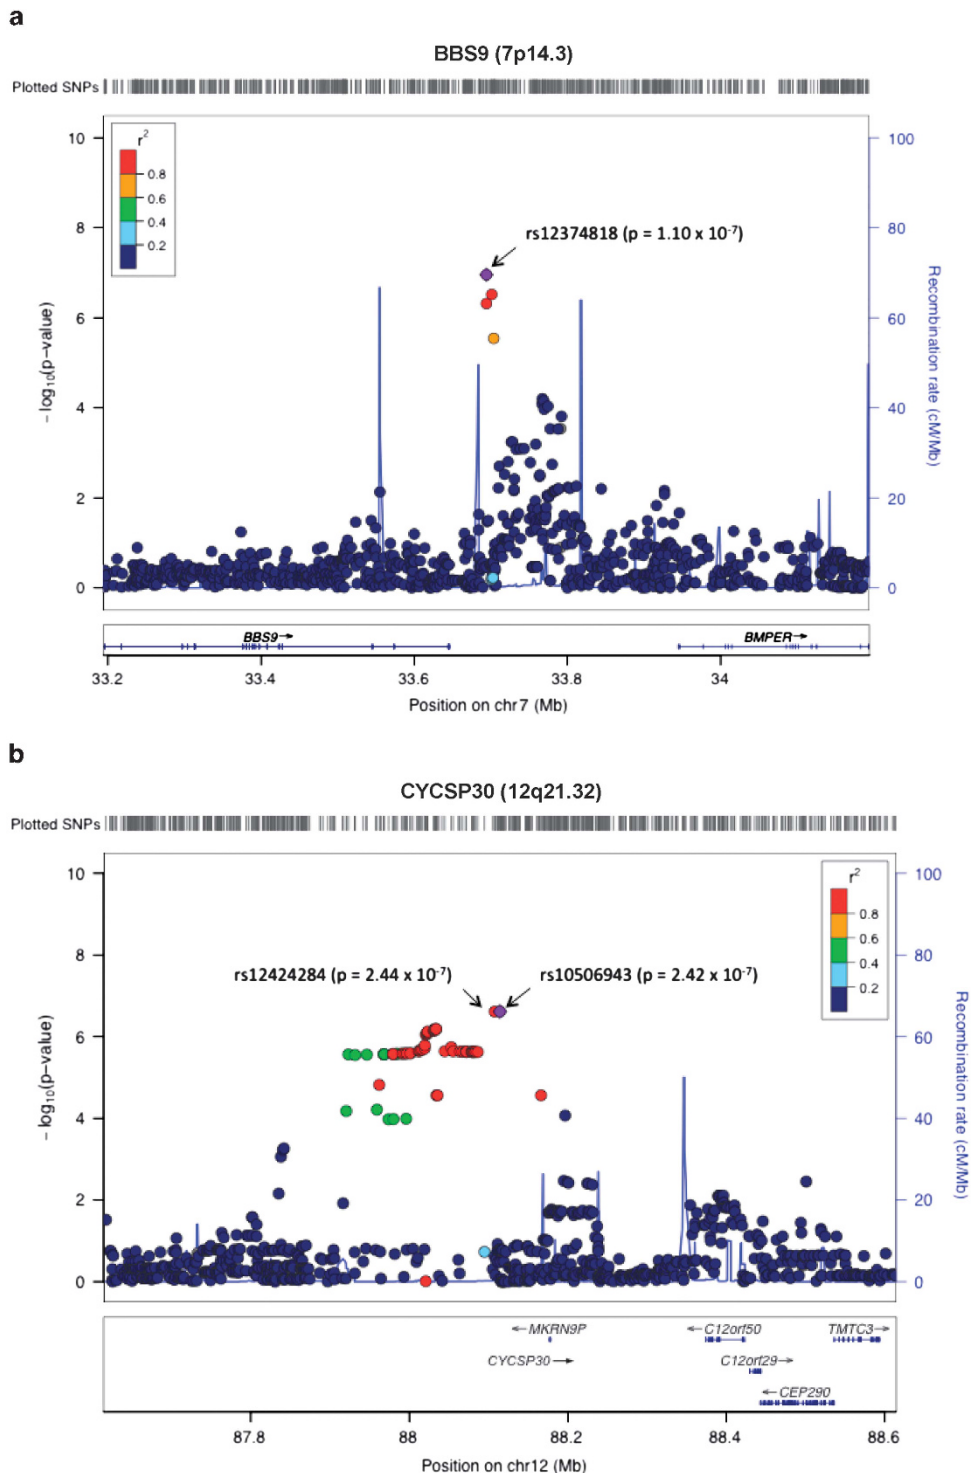 a
BBS9 (7p14.3)
Plotted SNPs
10
100
r2
0.8
0.6
0.4
0.2
8
80
rs12374818 (p = 1.10 x 10-7)
6
60
4
40
2
20
0
0
− log10(p−value)
Recombination rate (cM/Mb)
BBS9→
BMPER→
33.2
33.4
33.6
33.8
34
Position on chr7 (Mb)
b
CYCSP30 (12q21.32)
Plotted SNPs
10
100
r2
0.8
0.6
0.4
0.2
8
80
rs12424284 (p = 2.44 x 10-7)
rs10506943 (p = 2.42 x 10-7)
6
60
4
40
2
20
0
0
− log10(p−value)
Recombination rate (cM/Mb)
←MKRN9P
←C12orf50
TMTC3→
CYCSP30→
C12orf29→
←CEP290
87.8
88
88.2
88.4
88.6
Position on chr12 (Mb)